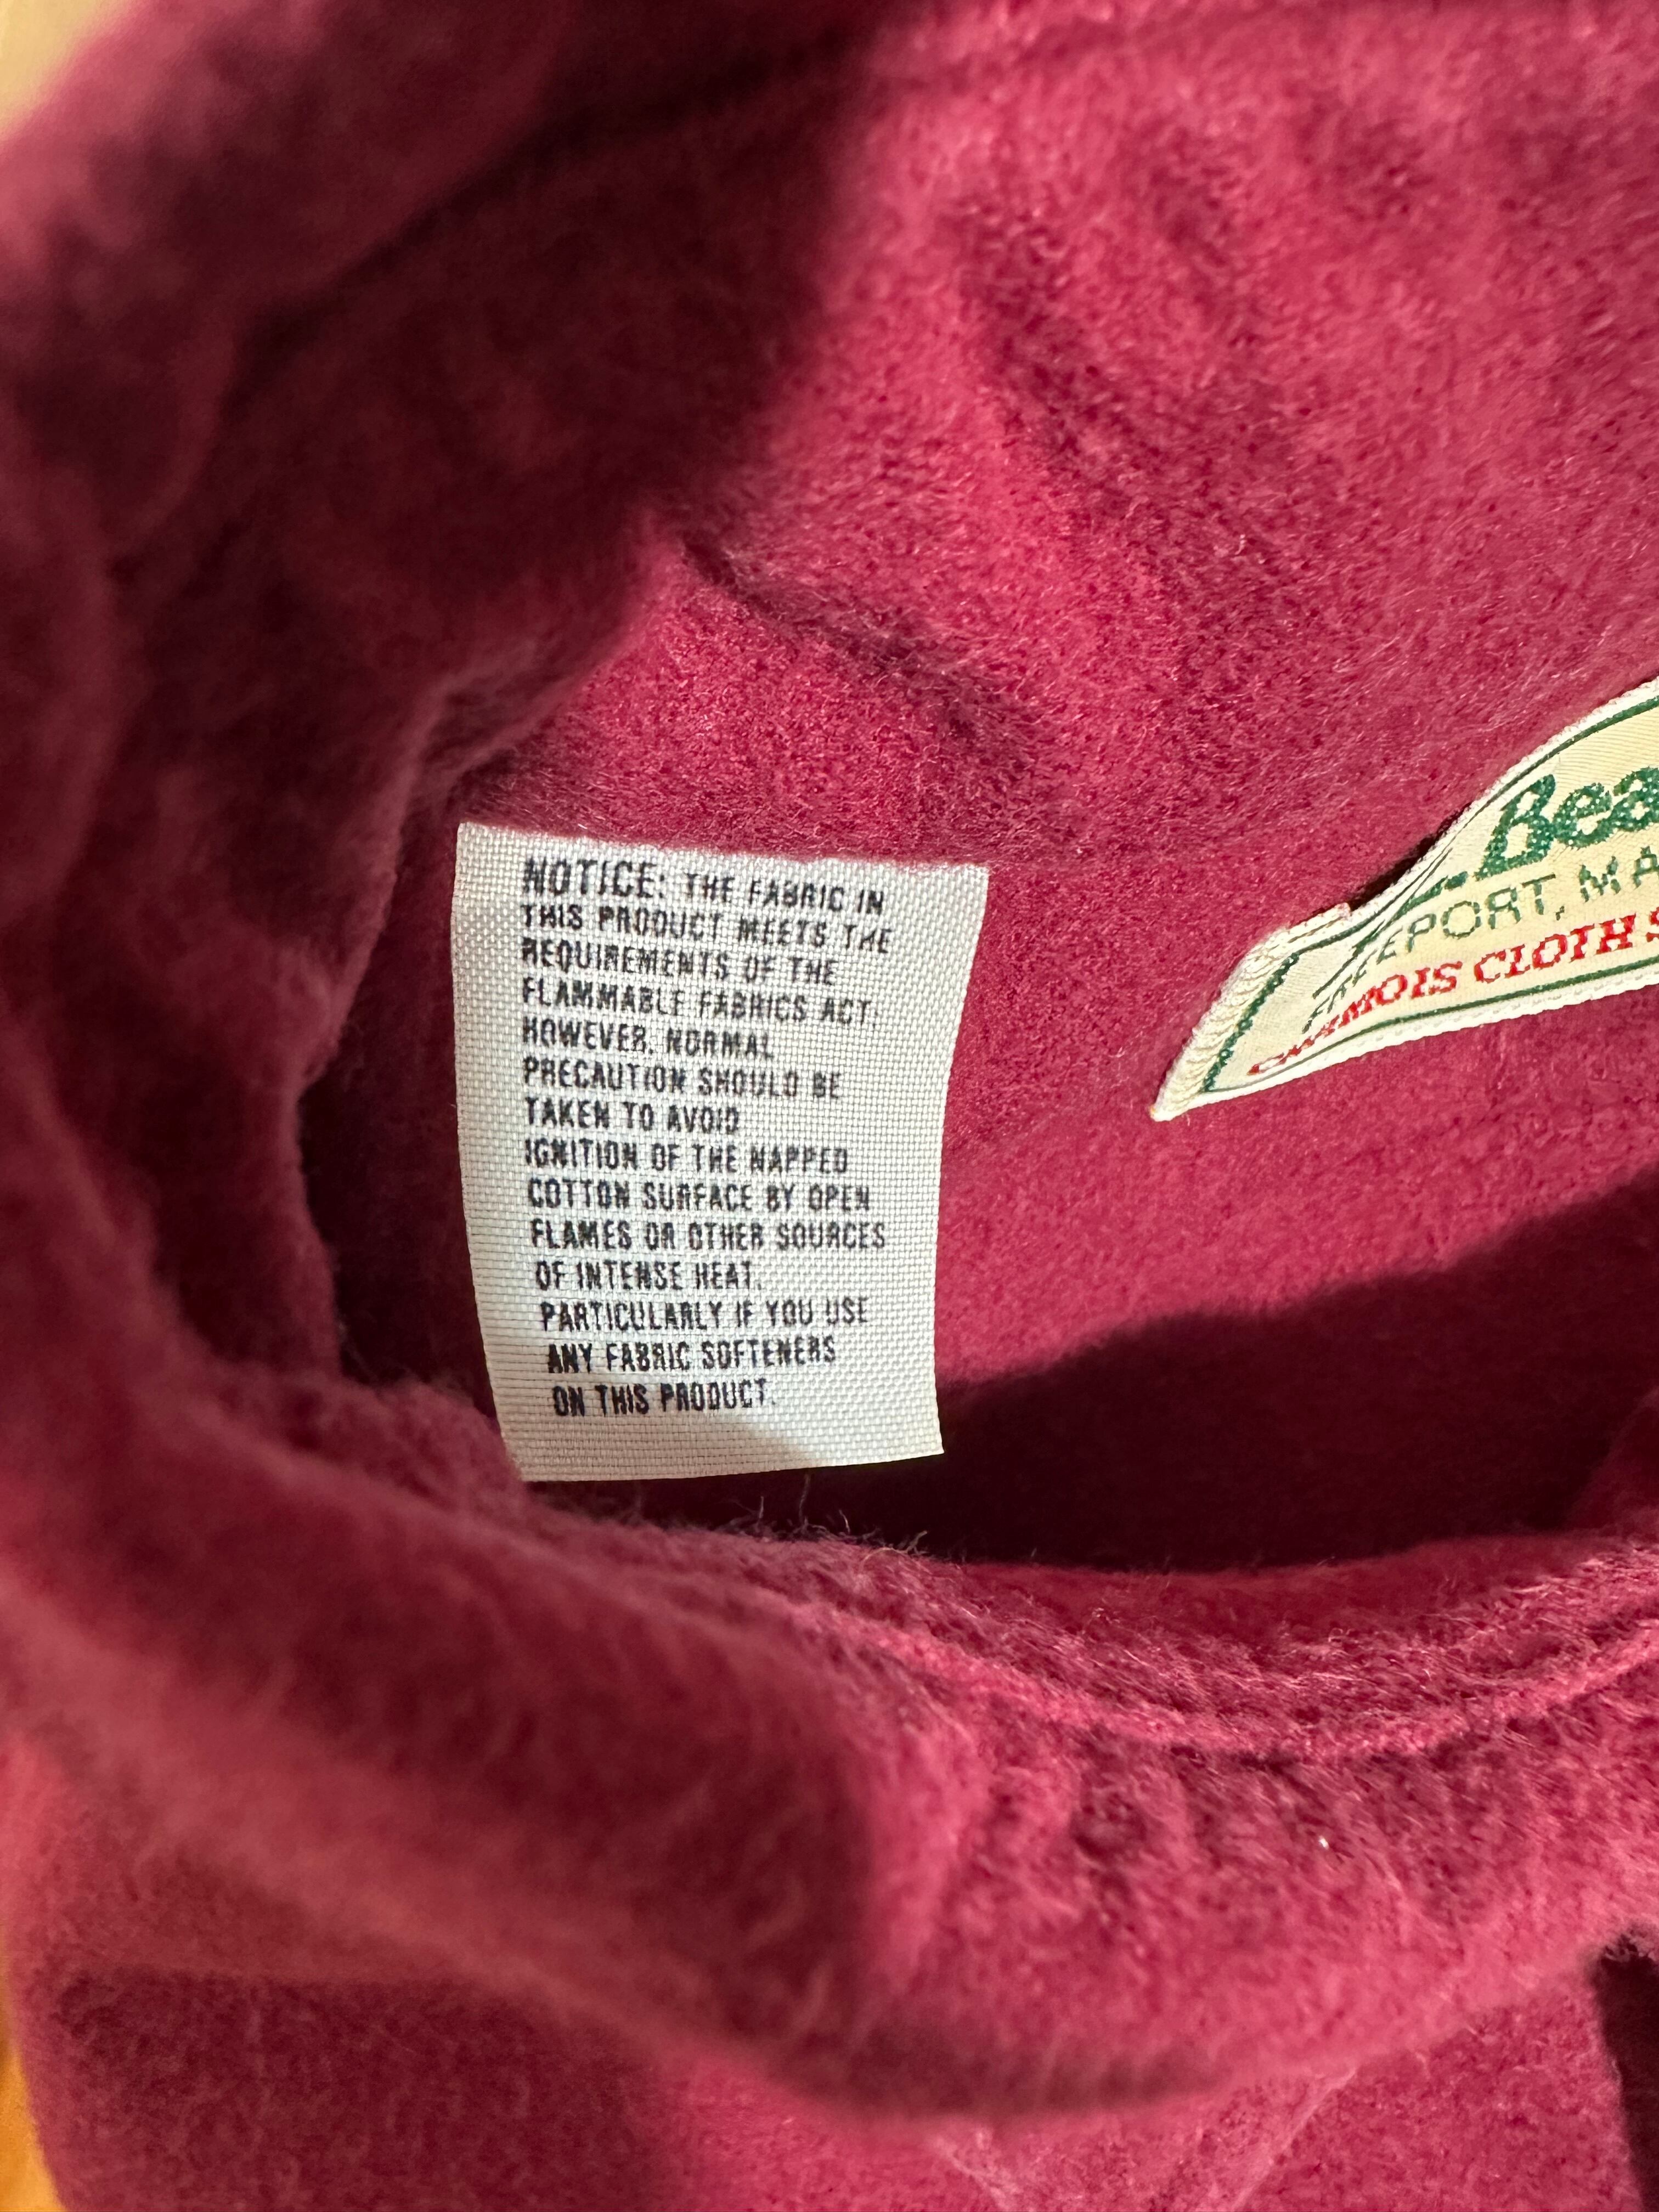 NOTICE: THE FABRIC IN
THIS PRODUCT MEETS THE
REQUIREMENTS OF THE
FLAMMABLE FABRICS ACT.
HOWEVER, NORMAL
PRECAUTION SHOULD BE
TAKEN TO AVOID
IGNITION OF THE NAPPED
COTTON SURFACE BY OPEN
FLAMES OR OTHER SOURCES
OF INTENSE HEAT,
PARTICULARLY IF YOU USE
ANY FABRIC SOFTENERS
ON THIS PRODUCT.
.Bea
EEPORT, MA
MOIS CLOTH S